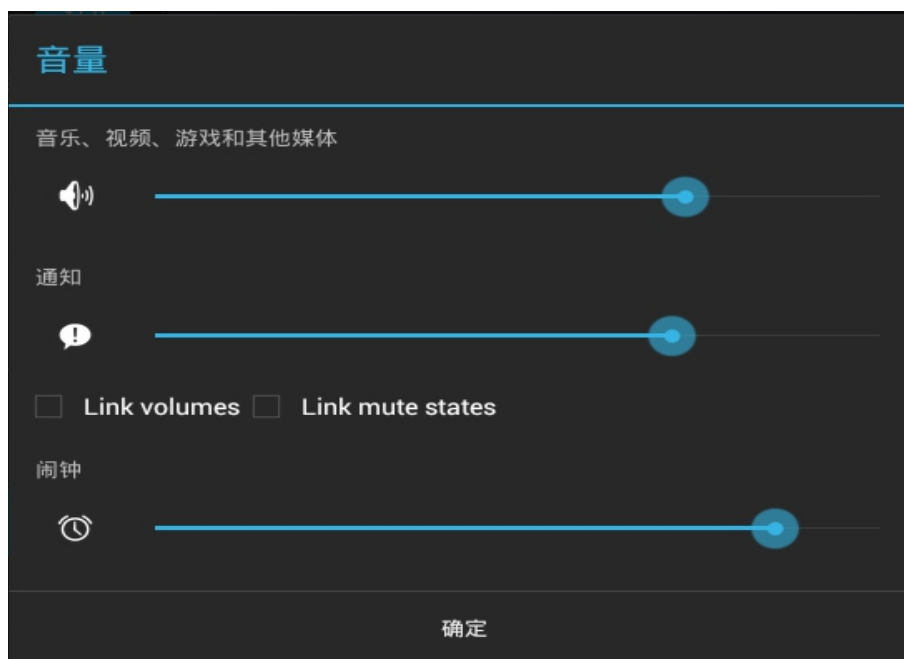 音量
音乐、视频、游戏和其他媒体
通知
Link volumes Link mute states
闹钟
确定